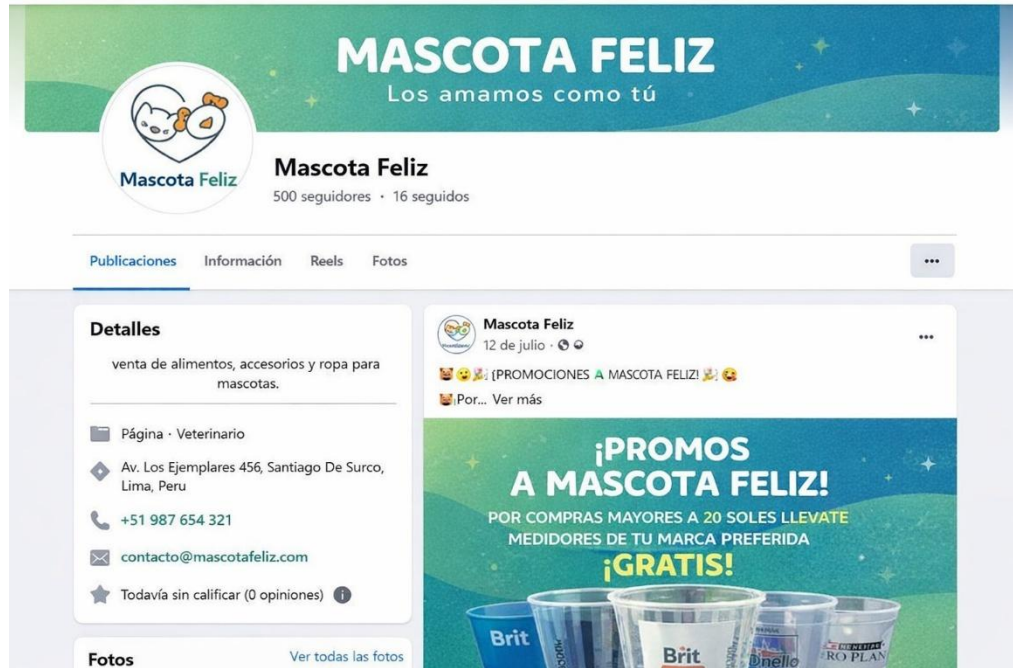 MASCOTA FELIZ
Los amamos como tú
Mascota Feliz
Mascota Feliz
500 seguidores · 16 seguidos
Publicaciones
Información
Reels
Fotos
Detalles
venta de alimentos, accesorios y ropa para
mascotas.
Página · Veterinario
Av. Los Ejemplares 456, Santiago De Surco,
Lima, Peru
+51 987 654 321
contacto@mascotafeliz.com
Todavía sin calificar (0 opiniones)
Fotos
Ver todas las fotos
Mascota Feliz
12 de julio ·
¡PROMOCIONES A MASCOTA FELIZ!
Por... Ver más
¡PROMOS
A MASCOTA FELIZ!
POR COMPRAS MAYORES A 20 SOLES LLEVATE
MEDIDORES DE TU MARCA PREFERIDA
¡GRATIS!
Brit
Brit
RO PLAN